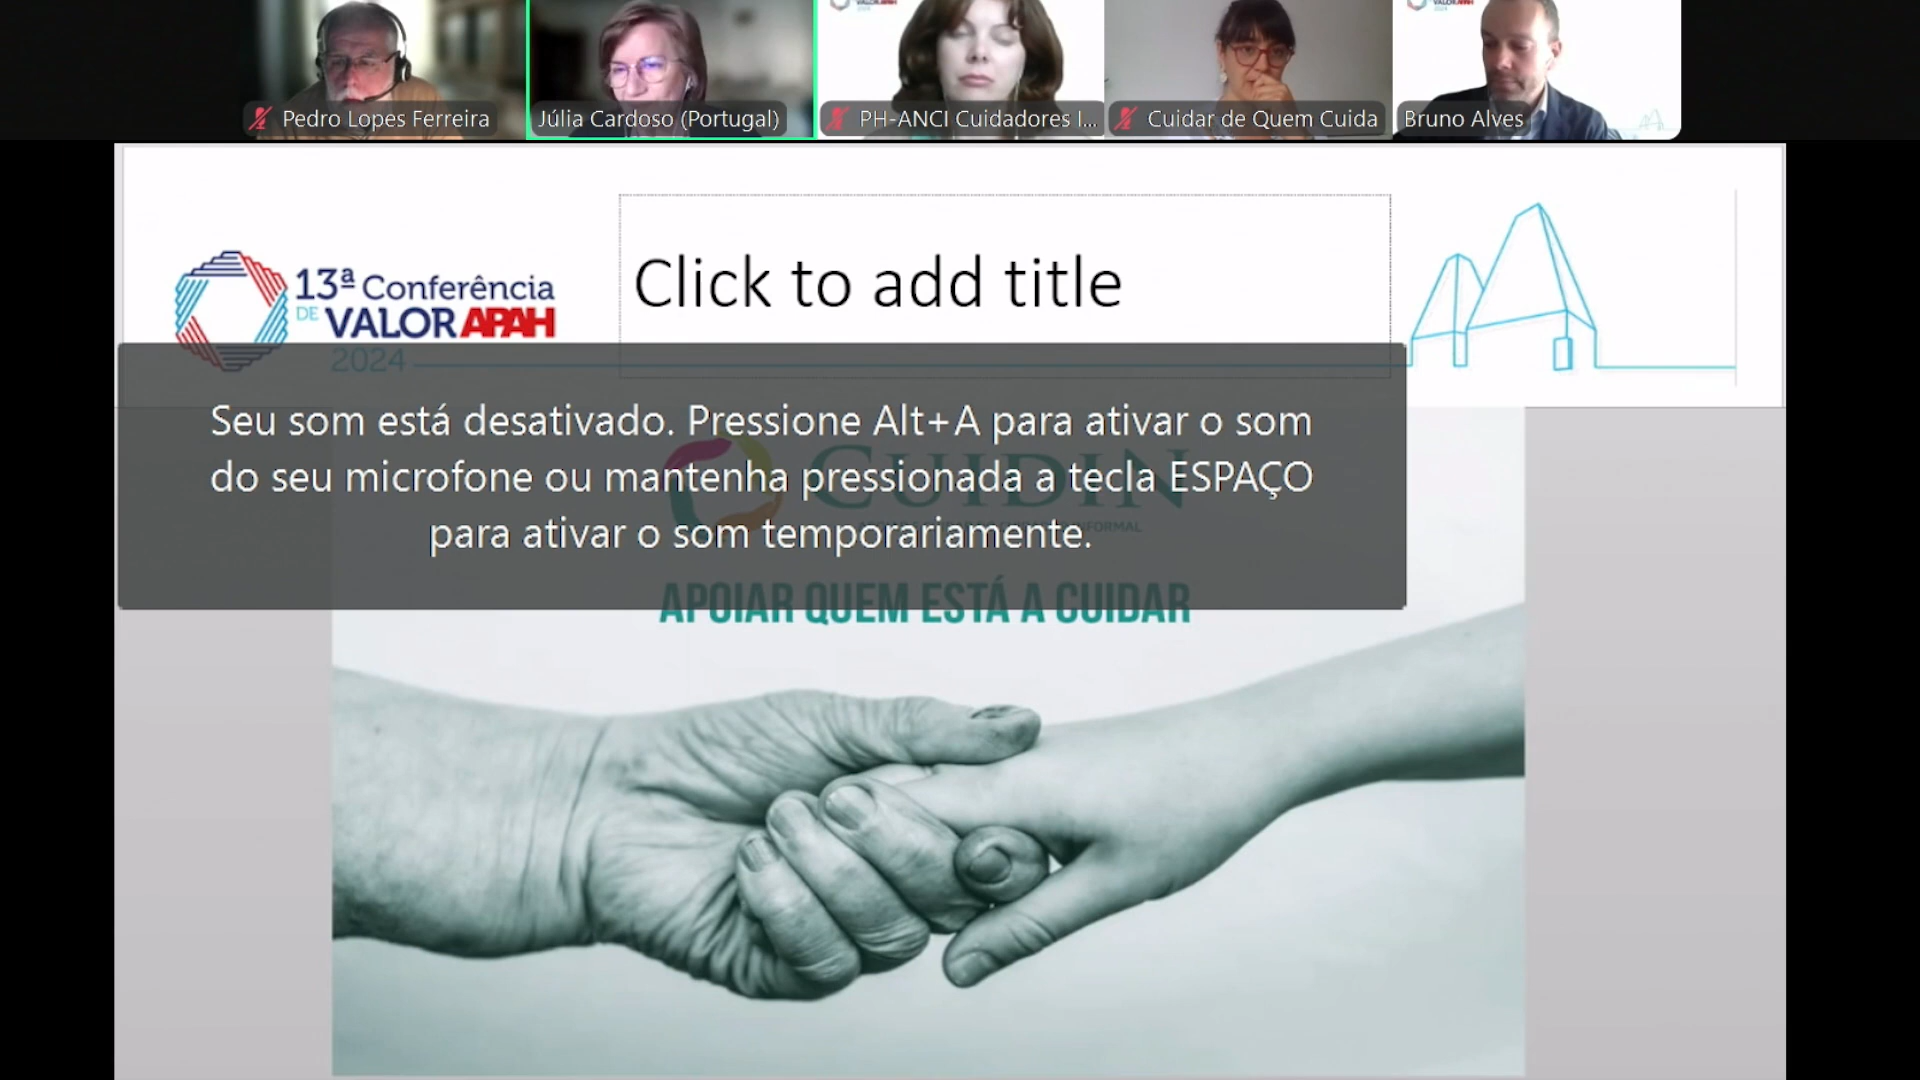 Pedro Lopes Ferreira
Júlia Cardoso (Portugal)
PH-ANCI Cuidadores I...
Cuidar de Quem Cuida
Bruno Alves
13ª Conferência
DE VALOR APAH
2024
Click to add title
Seu som está desativado. Pressione Alt+A para ativar o som
do seu microfone ou mantenha pressionada a tecla ESPAÇO
para ativar o som temporariamente.
CUIDIN
INFORMAL
APOIAR QUEM ESTÁ A CUIDAR